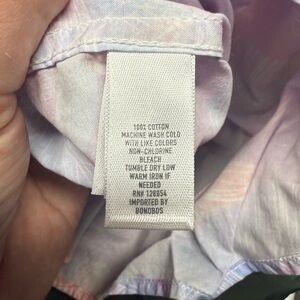 100% COTTON
MACHINE WASH COLD
WITH LIKE COLORS
NON-CHLORINE
BLEACH
TUMBLE DRY LOW
WARM IRON IF
NEEDED
RN# 128054
IMPORTED BY
BONOBOS